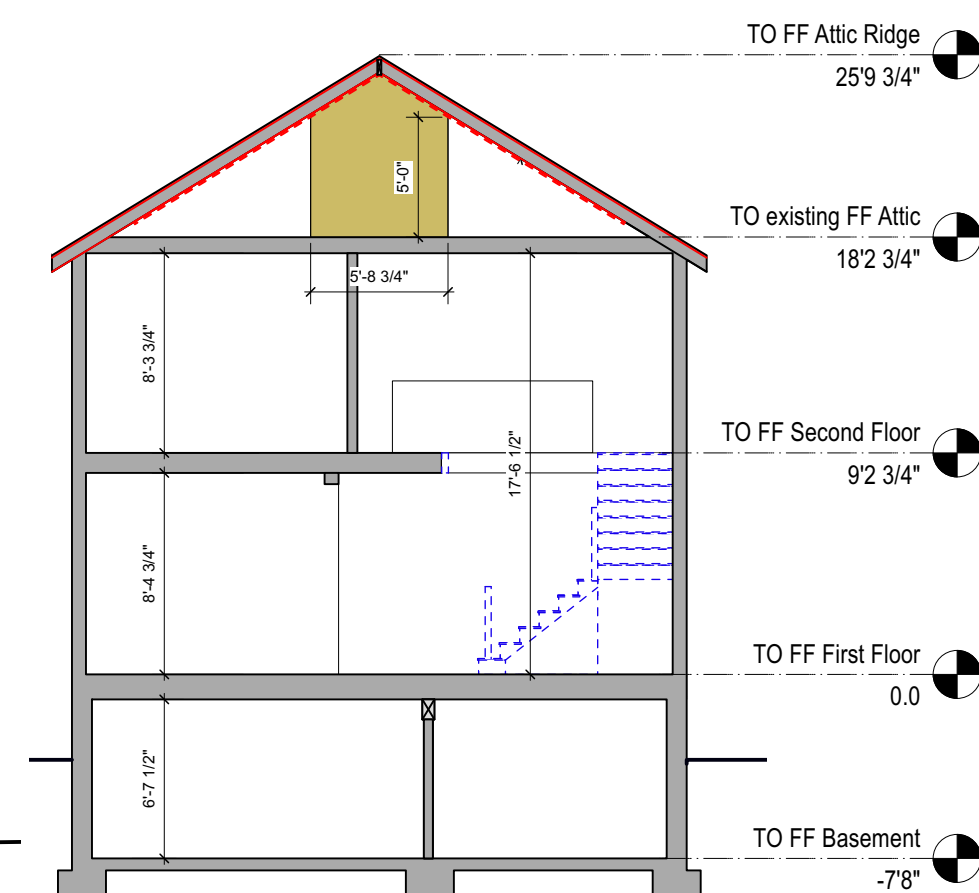 TO FF Attic Ridge
25'9 3/4"
5'-0"
TO existing FF Attic
18'2 3/4"
5'-8 3/4"
8'-3 3/4"
TO FF Second Floor
9'2 3/4"
17'-6 1/2"
8'-4 3/4"
TO FF First Floor
0.0
6'-7 1/2"
TO FF Basement
-7'8"